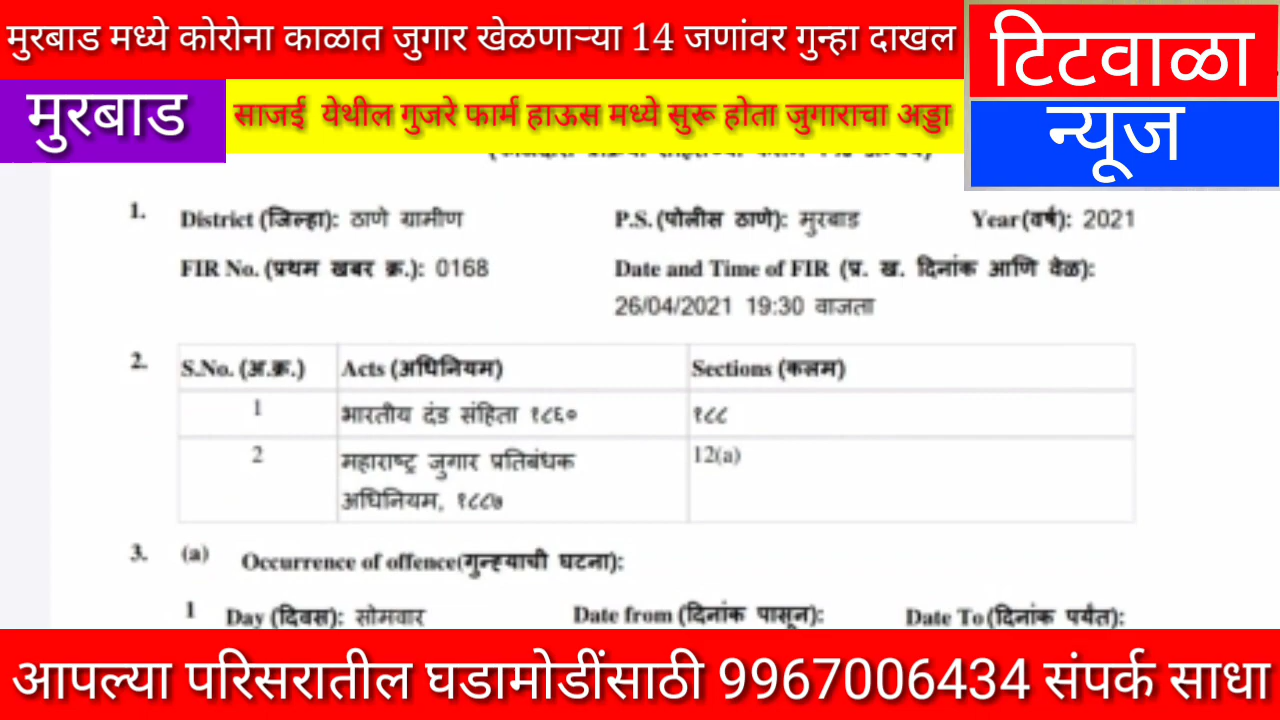 मुरबाड मध्ये कोरोना काळात जुगार खेळणाऱ्या 14 जणांवर गुन्हा दाखल
टिटवाळा
न्यूज
मुरबाड
साजई येथील गुजरे फार्म हाऊस मध्ये सुरू होता जुगाराचा अड्डा
1. District (जिल्हा): ठाणे ग्रामीण P.S. (पोलीस ठाणे): मुरबाड Year (वर्ष): 2021
FIR No. (प्रथम खबर क्र.): 0168 Date and Time of FIR (प्र. ख. दिनांक आणि वेळ):
26/04/2021 19:30 वाजता
2. S.No. (अ.क्र.) Acts (अधिनियम) Sections (कलम)
1 भारतीय दंड संहिता १८६० १८८
2 महाराष्ट्र जुगार प्रतिबंधक 12(a)
अधिनियम, १८८७
3. (a) Occurrence of offence(गुन्ह्याची घटना):
1 Day (दिवस): सोमवार Date from (दिनांक पासून): Date To (दिनांक पर्यंत):
आपल्या परिसरातील घडामोडींसाठी 9967006434 संपर्क साधा